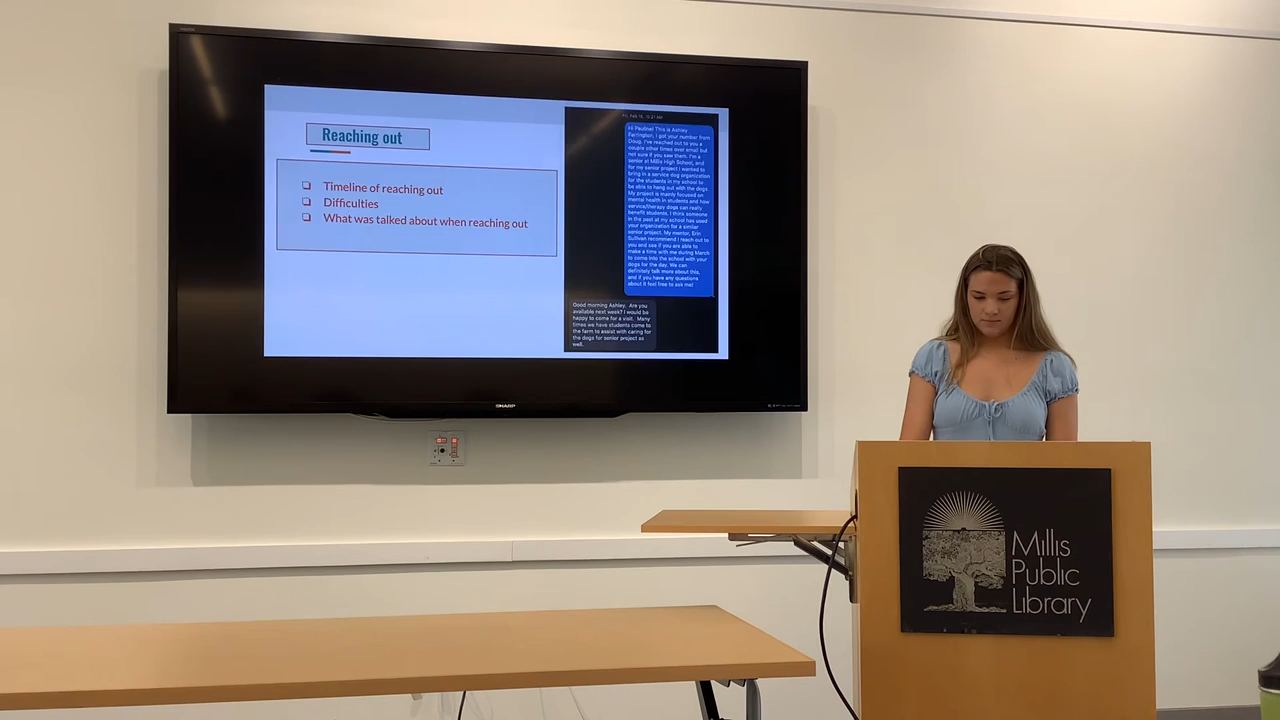 Reaching out
Timeline of reaching out
Difficulties
What was talked about when reaching out
Fri, Feb 16, 10:21 AM
Hi Pauline! This is Ashley
Farrington, I got your number from
Doug. I've reached out to you a
couple other times over email but
not sure if you saw them. I'm a
senior at Millis High School, and
for my senior project I wanted to
bring in a service dog organization
for the students in my school to
be able to hang out with the dogs.
My project is mainly focused on
mental health in students and how
service/therapy dogs can really
benefit students. I think someone
in the past at my school has used
your organization for a similar
senior project. My mentor, Erin
Sullivan recommend I reach out to
you and see if you are able to
make a time with me during March
to come into the school with your
dogs for the day. We can
definitely talk more about this,
and if you have any questions
about it feel free to ask me!
Good morning Ashley. Are you
available next week? I would be
happy to come for a visit. Many
times we have students come to
the farm to assist with caring for
the dogs for senior project as
well.
SHARP
Millis
Public
Library